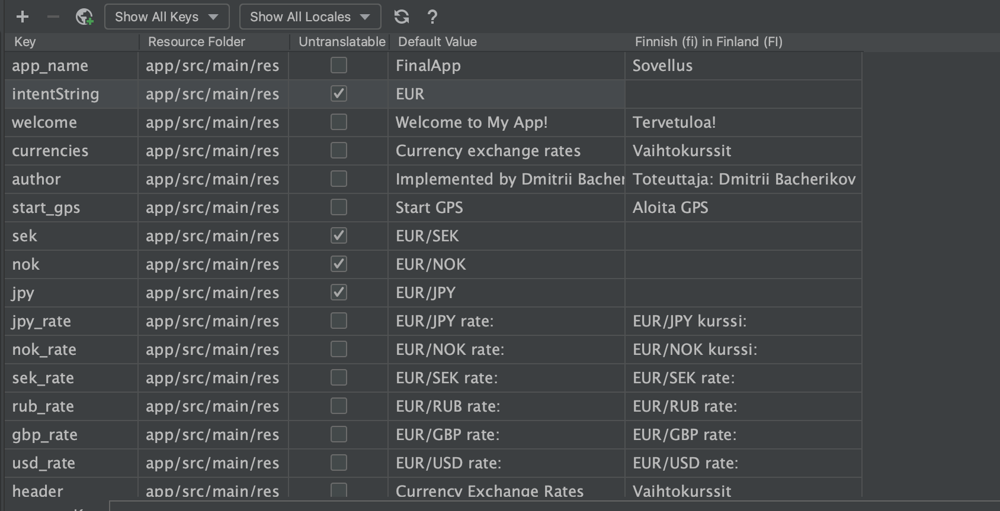 Show All Keys Show All Locales ?
Key Resource Folder Untranslatable Default Value Finnish (fi) in Finland (FI)
app_name app/src/main/res FinalApp Sovellus
intentString app/src/main/res EUR
welcome app/src/main/res Welcome to My App! Tervetuloa!
currencies app/src/main/res Currency exchange rates Vaihtokurssit
author app/src/main/res Implemented by Dmitrii Bacher Toteuttaja: Dmitrii Bacherikov
start_gps app/src/main/res Start GPS Aloita GPS
sek app/src/main/res EUR/SEK
nok app/src/main/res EUR/NOK
jpy app/src/main/res EUR/JPY
jpy_rate app/src/main/res EUR/JPY rate: EUR/JPY kurssi:
nok_rate app/src/main/res EUR/NOK rate: EUR/NOK kurssi:
sek_rate app/src/main/res EUR/SEK rate: EUR/SEK rate:
rub_rate app/src/main/res EUR/RUB rate: EUR/RUB rate:
gbp_rate app/src/main/res EUR/GBP rate: EUR/GBP rate:
usd_rate app/src/main/res EUR/USD rate: EUR/USD rate:
header app/src/main/res Currency Exchange Rates Vaihtokurssit